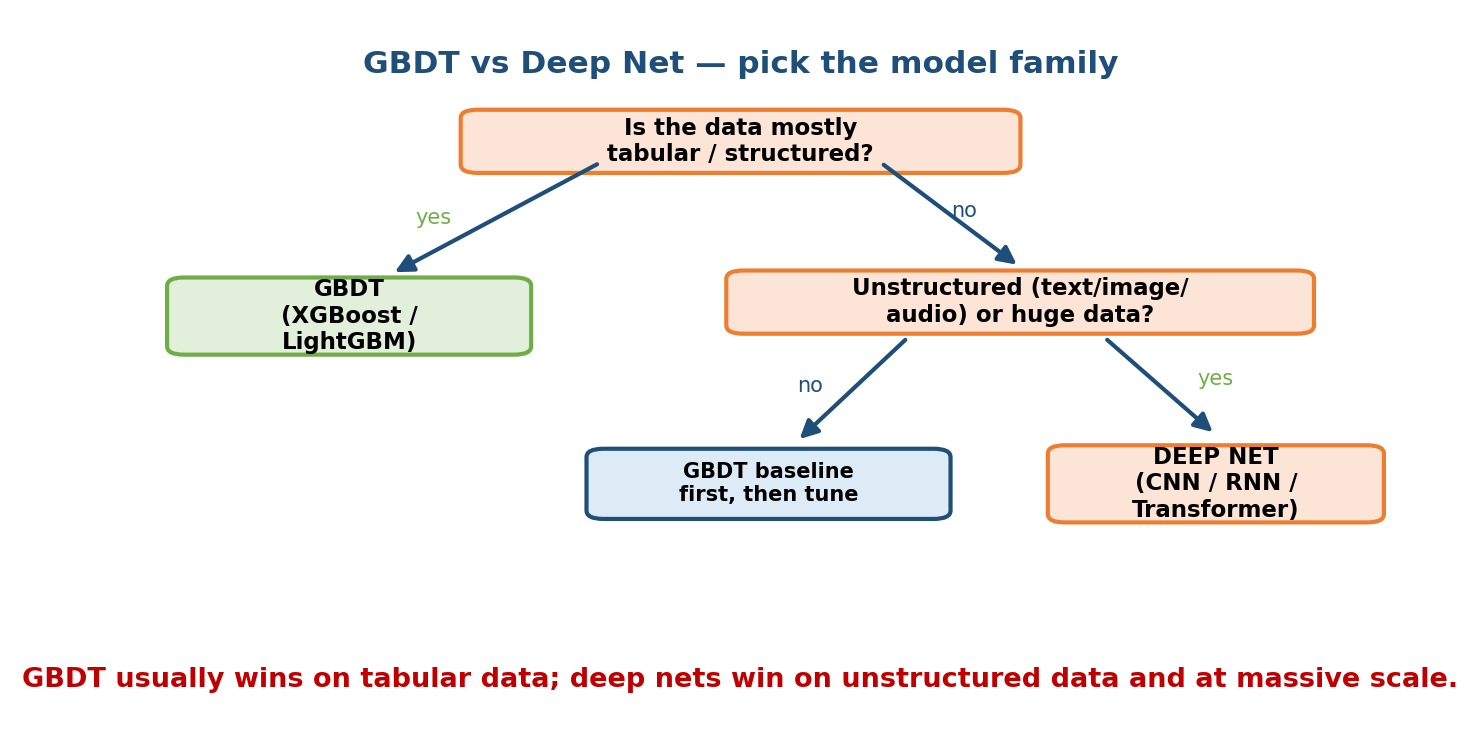 GBDT vs Deep Net — pick the model family
Is the data mostly
tabular / structured?
yes
no
GBDT
(XGBoost /
LightGBM)
Unstructured (text/image/
audio) or huge data?
no
yes
GBDT baseline
first, then tune
DEEP NET
(CNN / RNN /
Transformer)
GBDT usually wins on tabular data; deep nets win on unstructured data and at massive scale.